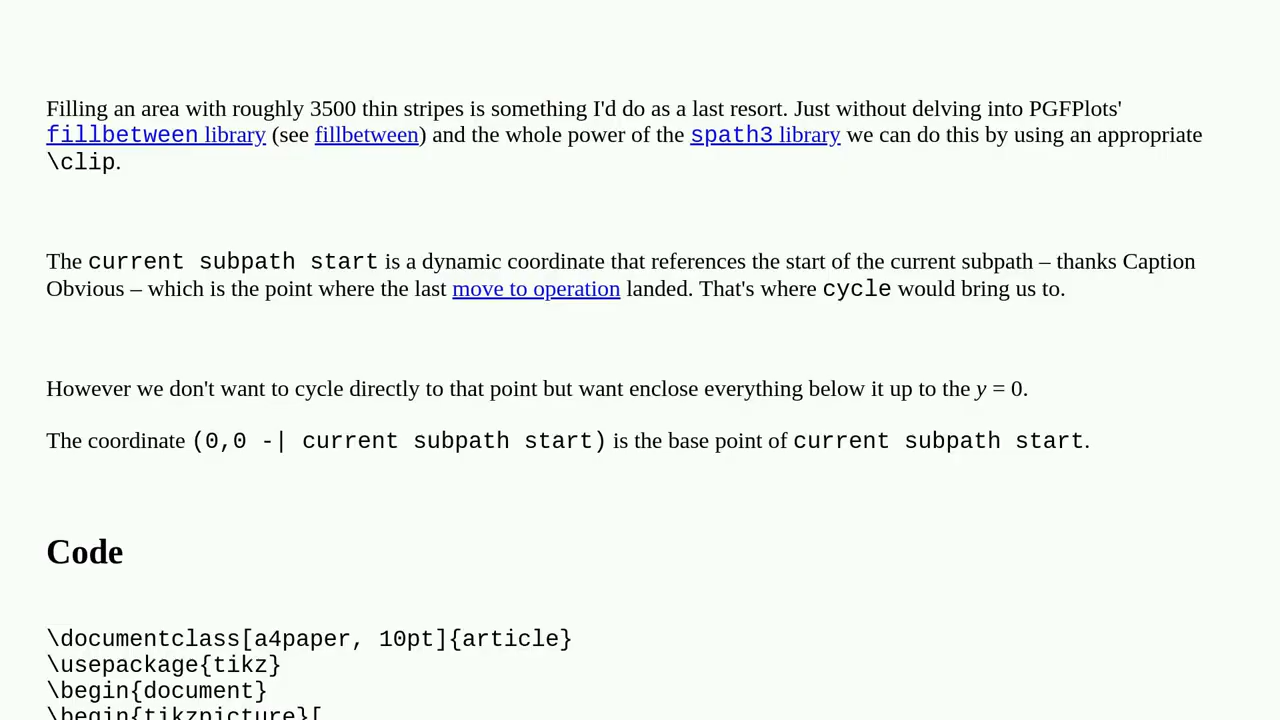 Filling an area with roughly 3500 thin stripes is something I'd do as a last resort. Just without delving into PGFPlots'
fillbetween library (see fillbetween) and the whole power of the spath3 library we can do this by using an appropriate
\clip.
The current subpath start is a dynamic coordinate that references the start of the current subpath – thanks Caption
Obvious – which is the point where the last move to operation landed. That's where cycle would bring us to.
However we don't want to cycle directly to that point but want enclose everything below it up to the y = 0.
The coordinate (0,0 -| current subpath start) is the base point of current subpath start.
Code
\documentclass[a4paper, 10pt]{article}
\usepackage{tikz}
\begin{document}
\begin{tikzpicture}[